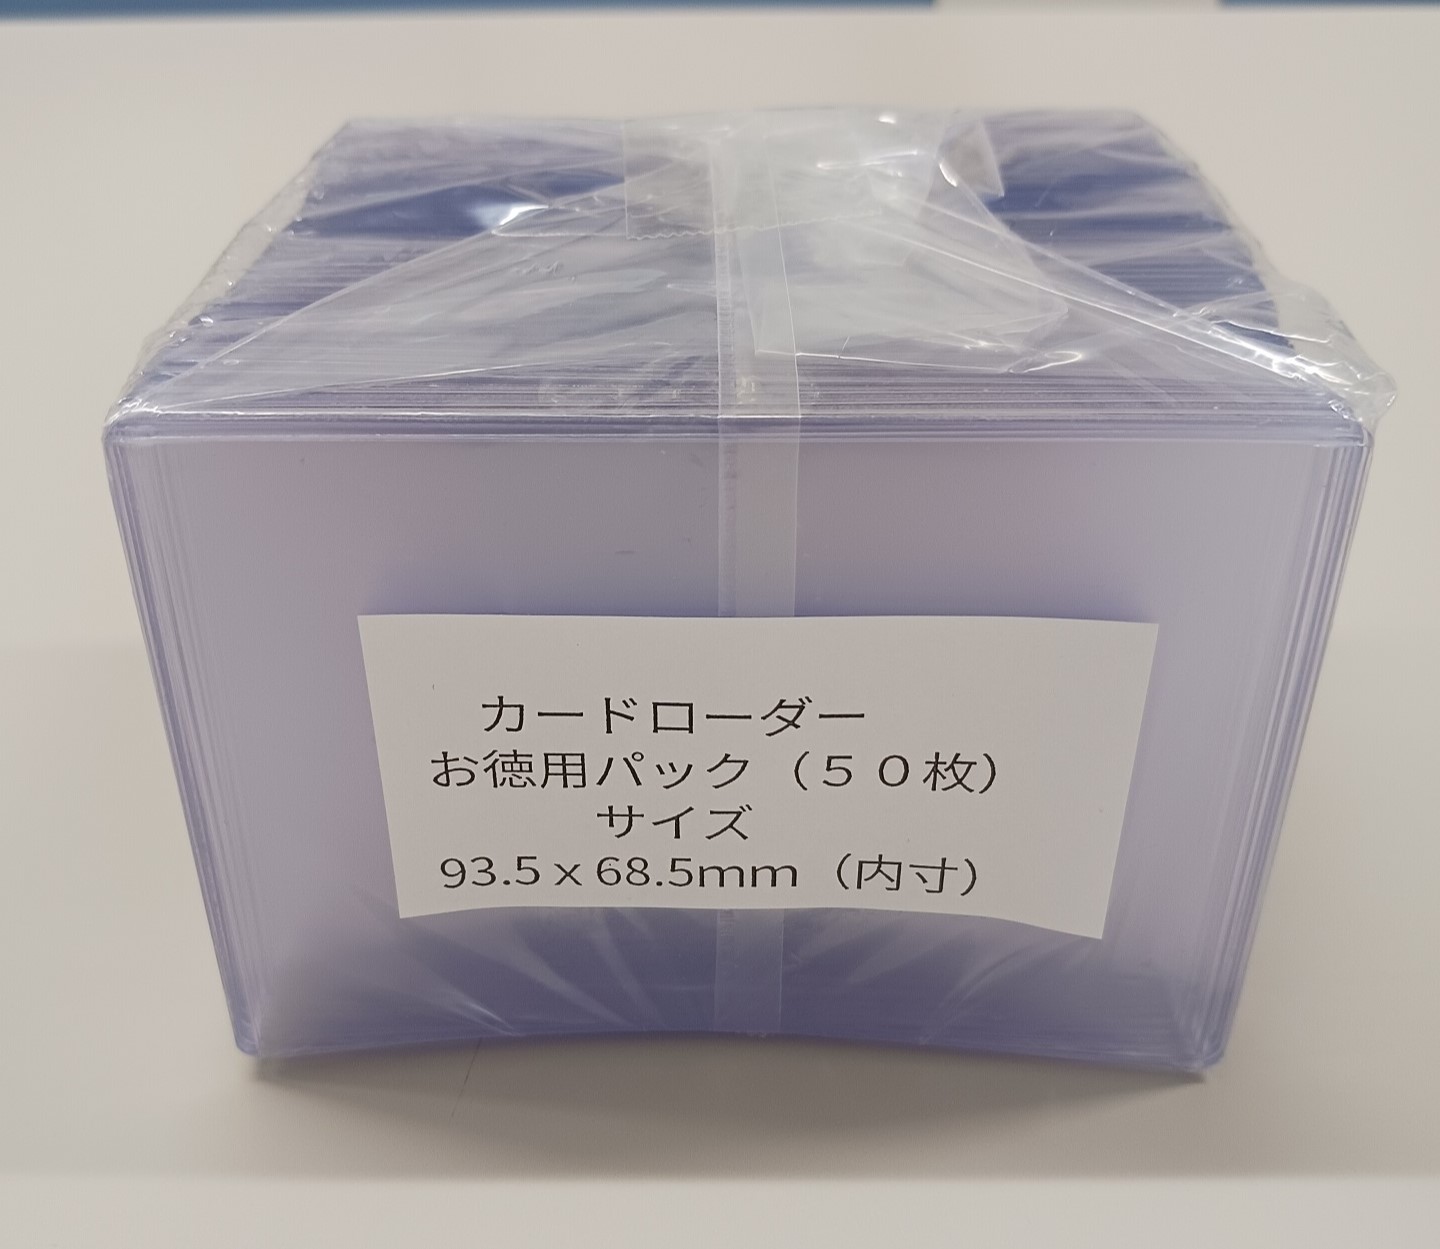 カードローダー
お徳用パック（５０枚）
サイズ
93.5 x 68.5mm（内寸）